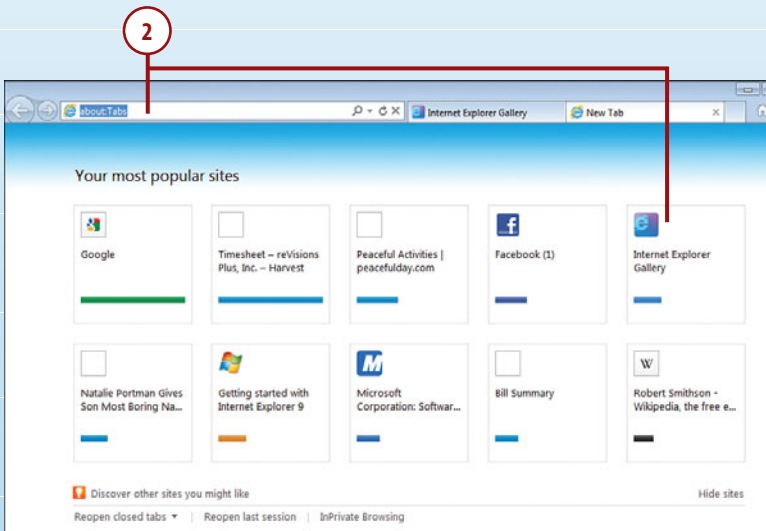 2
about:Tabs
Internet Explorer Gallery
New Tab
Your most popular sites
Google
Timesheet – reVisions
Plus, Inc. – Harvest
Peaceful Activities |
peacefulday.com
Facebook (1)
Internet Explorer
Gallery
Natalie Portman Gives
Son Most Boring Na...
Getting started with
Internet Explorer 9
Microsoft
Corporation: Softwar...
Bill Summary
W
Robert Smithson -
Wikipedia, the free e...
Discover other sites you might like
Hide sites
Reopen closed tabs
Reopen last session
InPrivate Browsing